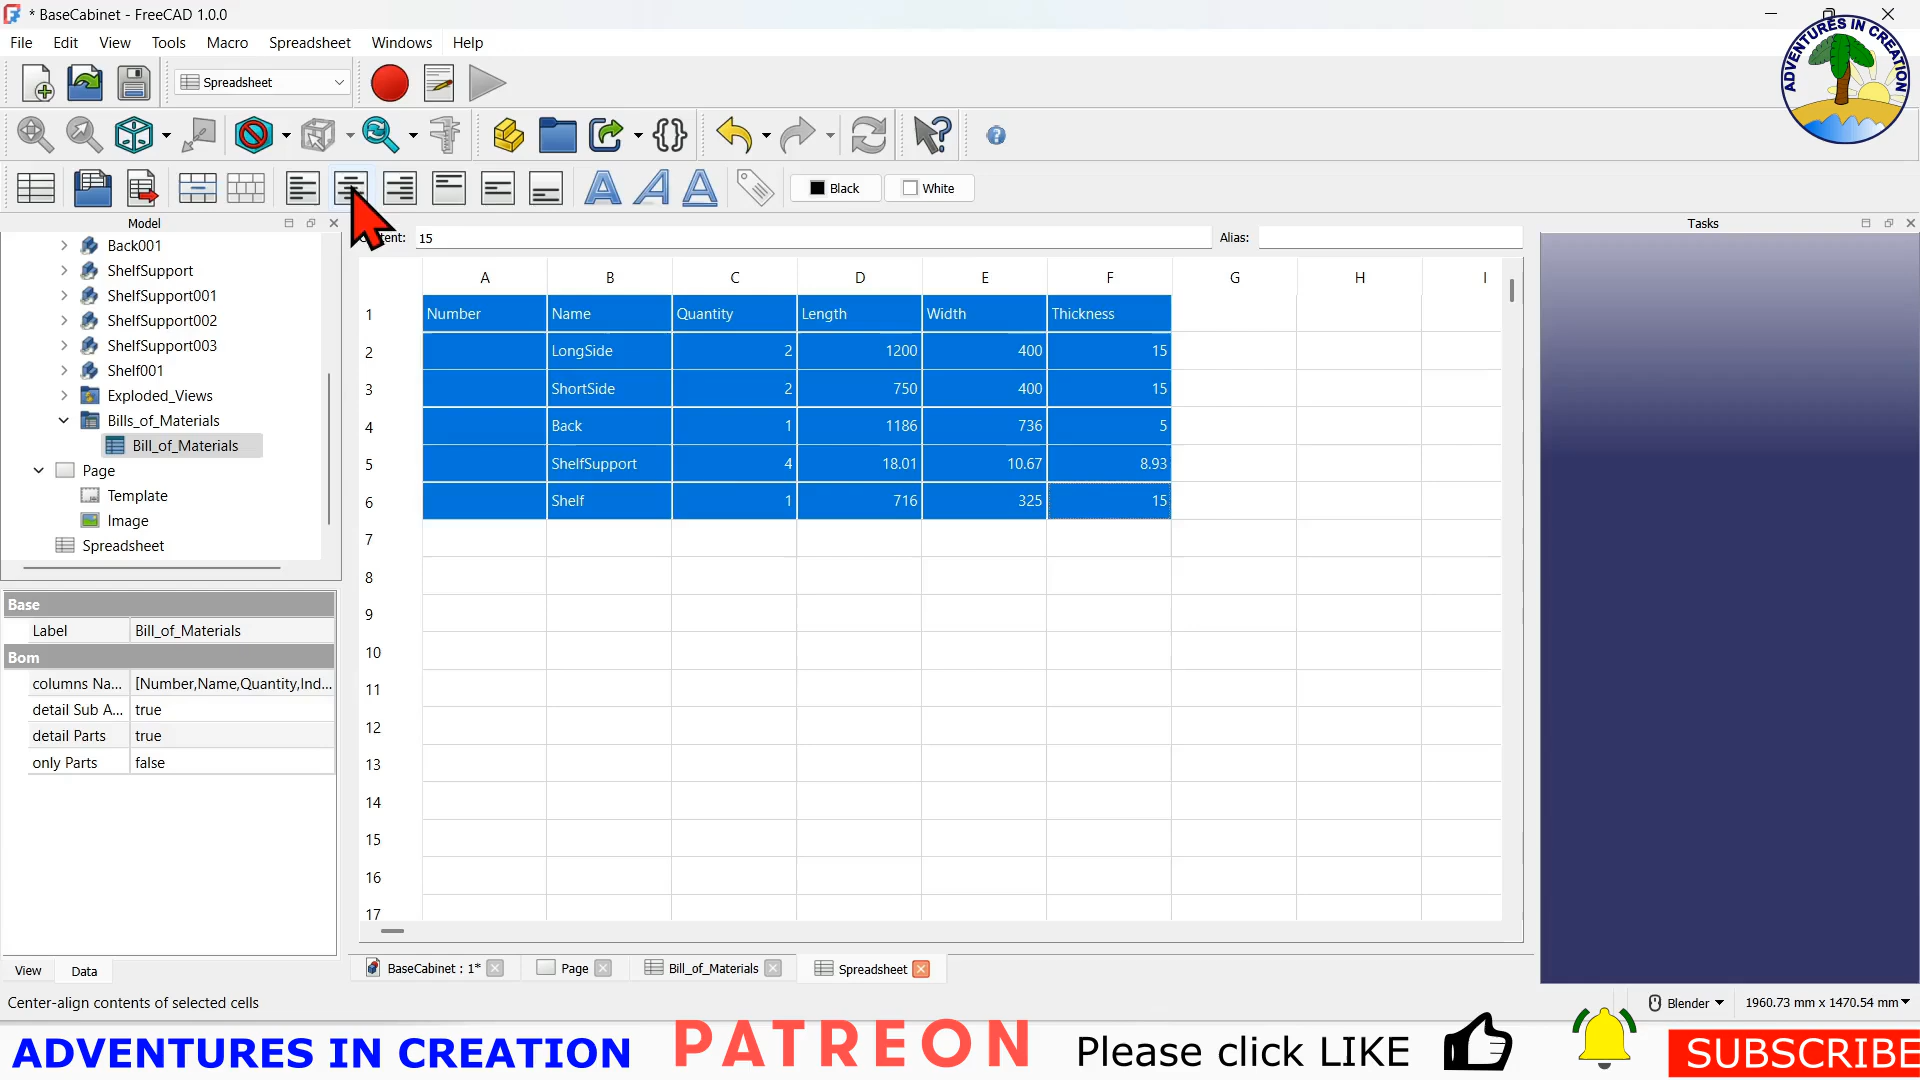 * BaseCabinet - FreeCAD 1.0.0
File Edit View Tools Macro Spreadsheet Windows Help
ADVENTURES IN CREATION
Spreadsheet
Black White
Model
Tasks
Back001
ShelfSupport
ShelfSupport001
ShelfSupport002
ShelfSupport003
Shelf001
Exploded_Views
Bills_of_Materials
Bill_of_Materials
Page
Template
Image
Spreadsheet
Base
Label Bill_of_Materials
Bom
columns Na... [Number,Name,Quantity,Ind...
detail Sub A... true
detail Parts true
only Parts false
View Data
15 Alias:
A B C D E F G H I
1 Number Name Quantity Length Width Thickness
2 LongSide 2 1200 400 15
3 ShortSide 2 750 400 15
4 Back 1 1186 736 5
5 ShelfSupport 4 18.01 10.67 8.93
6 Shelf 1 716 325 15
7
8
9
10
11
12
13
14
15
16
17
BaseCabinet : 1* Page Bill_of_Materials Spreadsheet
Center-align contents of selected cells
Blender 1960.73 mm x 1470.54 mm
ADVENTURES IN CREATION PATREON Please click LIKE SUBSCRIBE